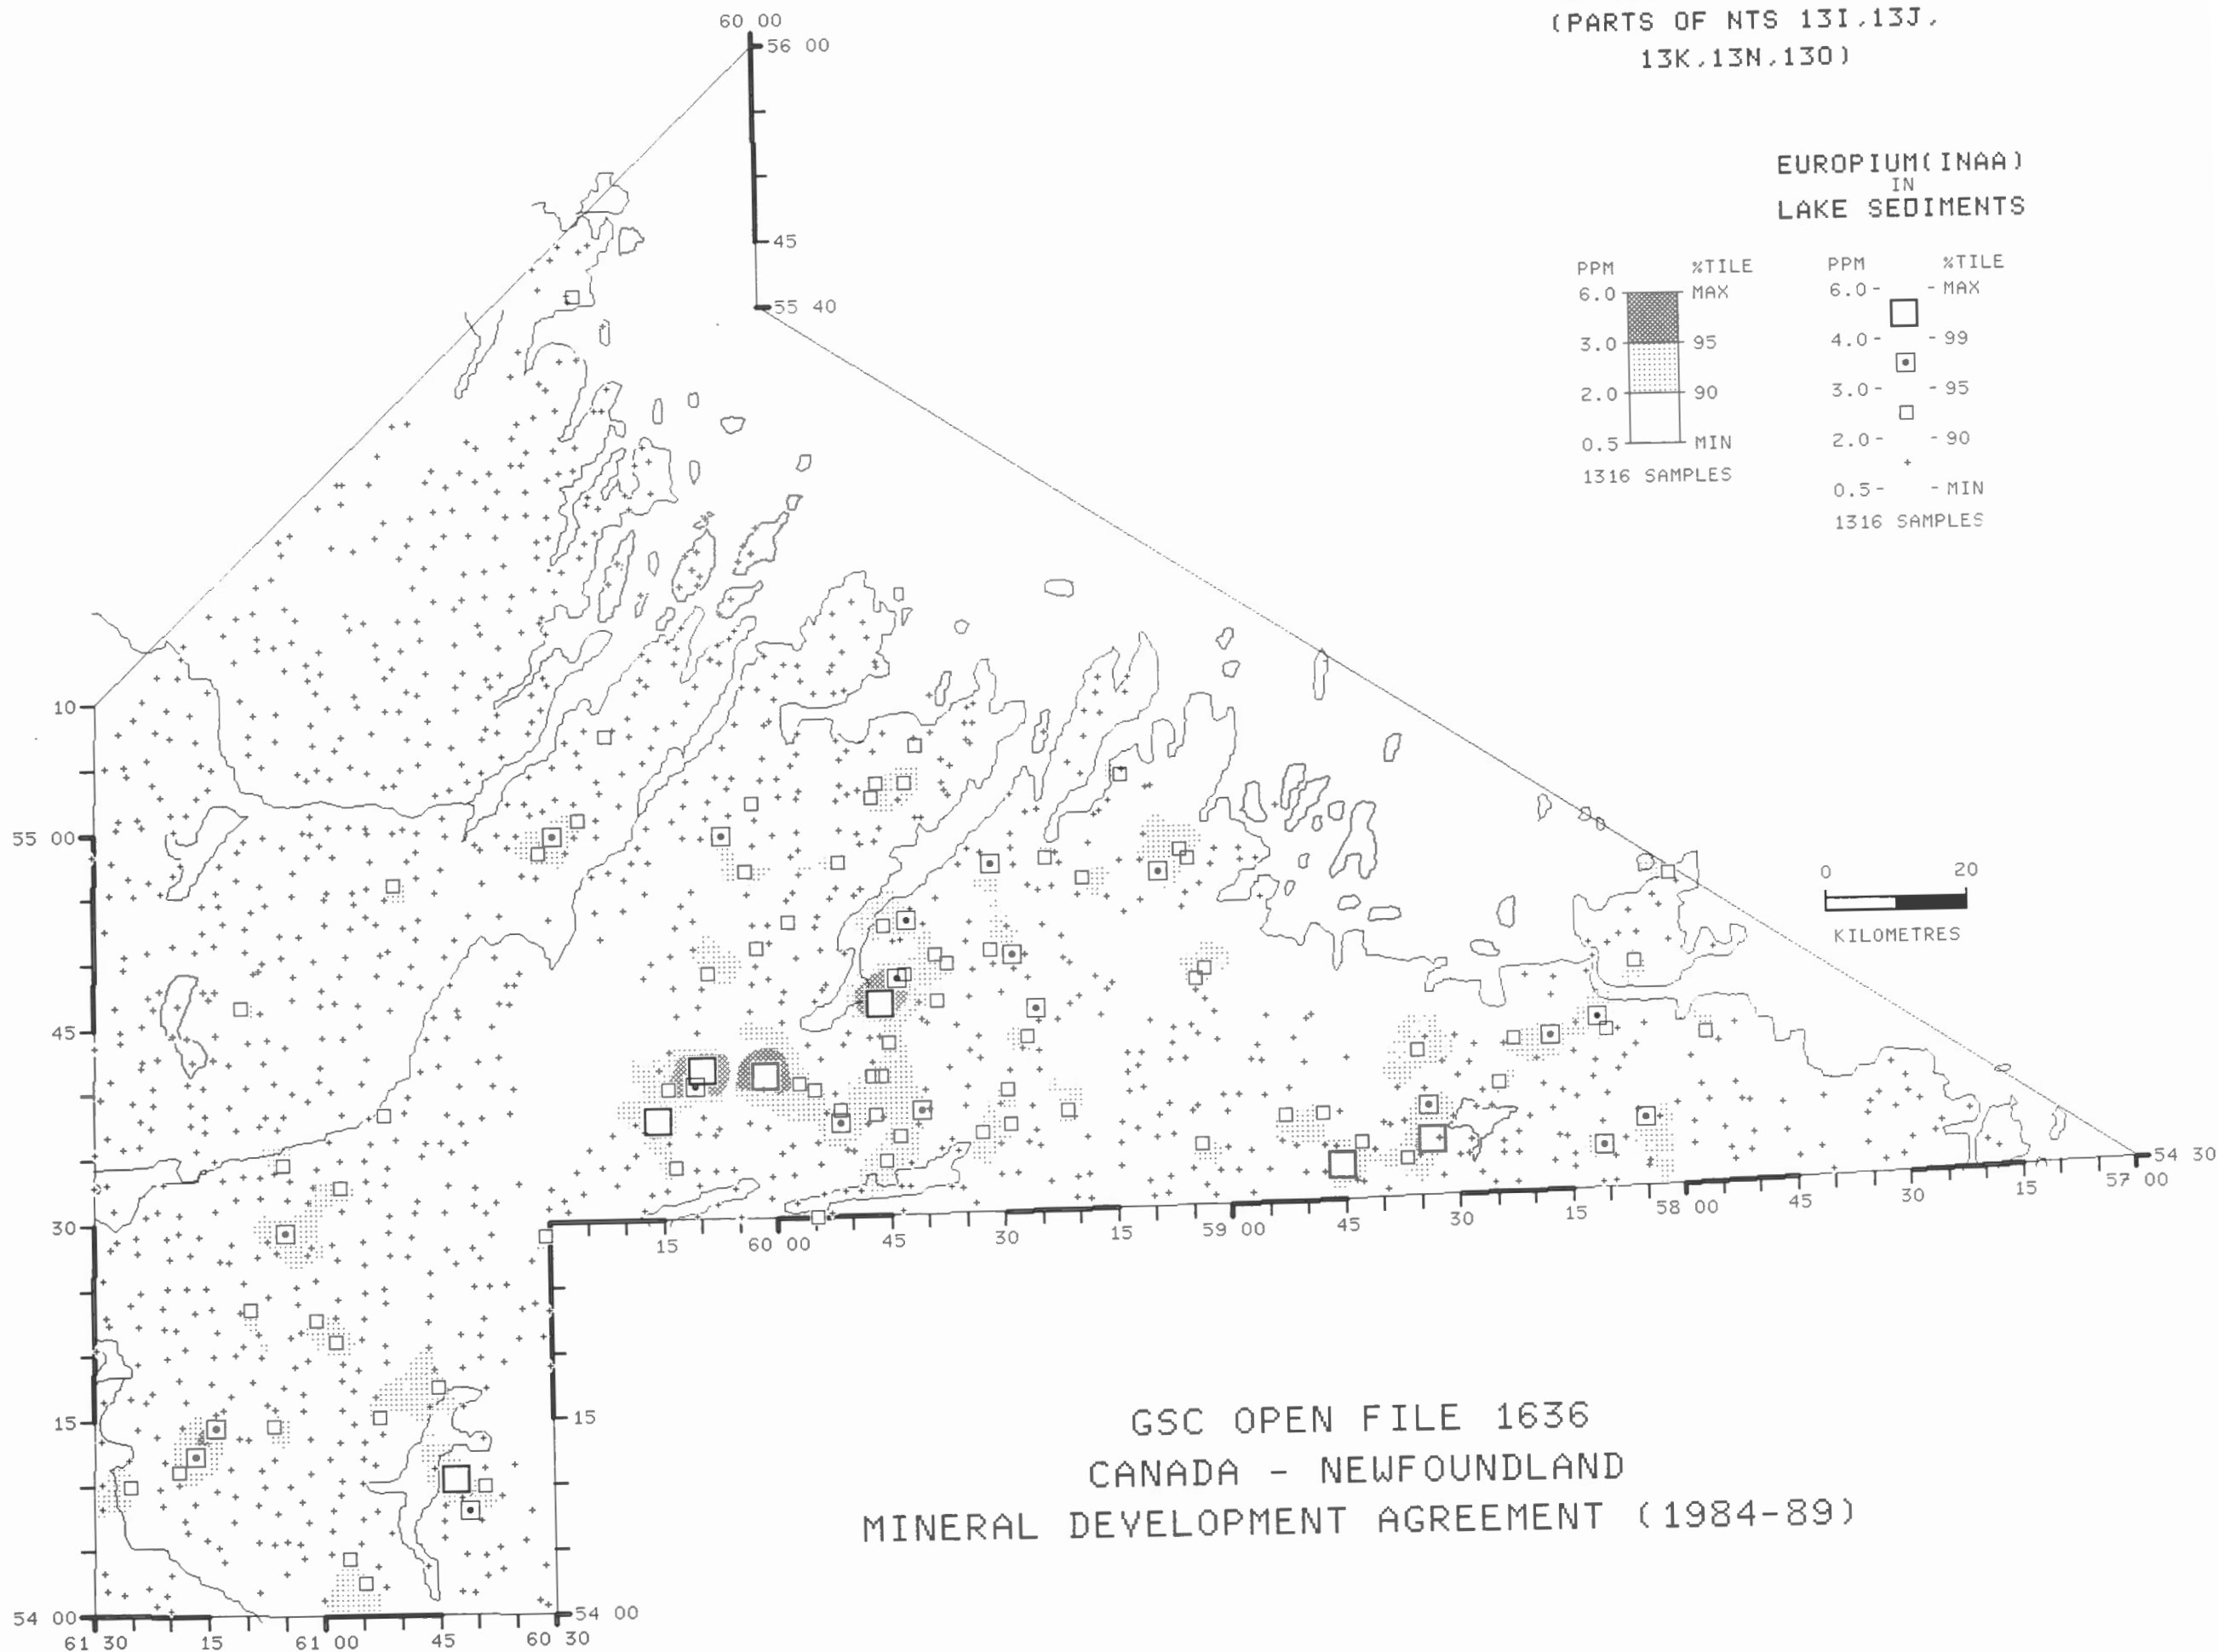 60 00
56 00
45
55 40
(PARTS OF NTS 13I,13J,
13K,13N,13O)
EUROPIUM(INAA)
IN
LAKE SEDIMENTS
PPM %TILE
6.0 MAX
3.0 95
2.0 90
0.5 MIN
1316 SAMPLES
PPM %TILE
6.0- -MAX
4.0- -99
3.0- -95
2.0- -90
0.5- -MIN
1316 SAMPLES
10
55 00
45
30
15
54 00
0 20
KILOMETRES
54 30
15 60 00 45 30 15 59 00 45 30 15 58 00 45 30 15 57 00
15
54 00
61 30 15 61 00 45 60 30
GSC OPEN FILE 1636
CANADA - NEWFOUNDLAND
MINERAL DEVELOPMENT AGREEMENT (1984-89)